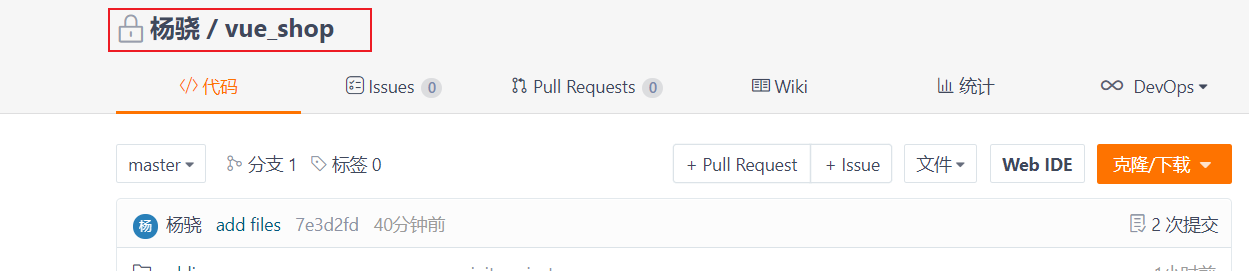 杨骁 / vue_shop
代码 Issues 0 Pull Requests 0 Wiki 统计 DevOps
master 分支 1 标签 0 + Pull Request + Issue 文件 Web IDE 克隆/下载
杨 杨骁 add files 7e3d2fd 40分钟前 2 次提交